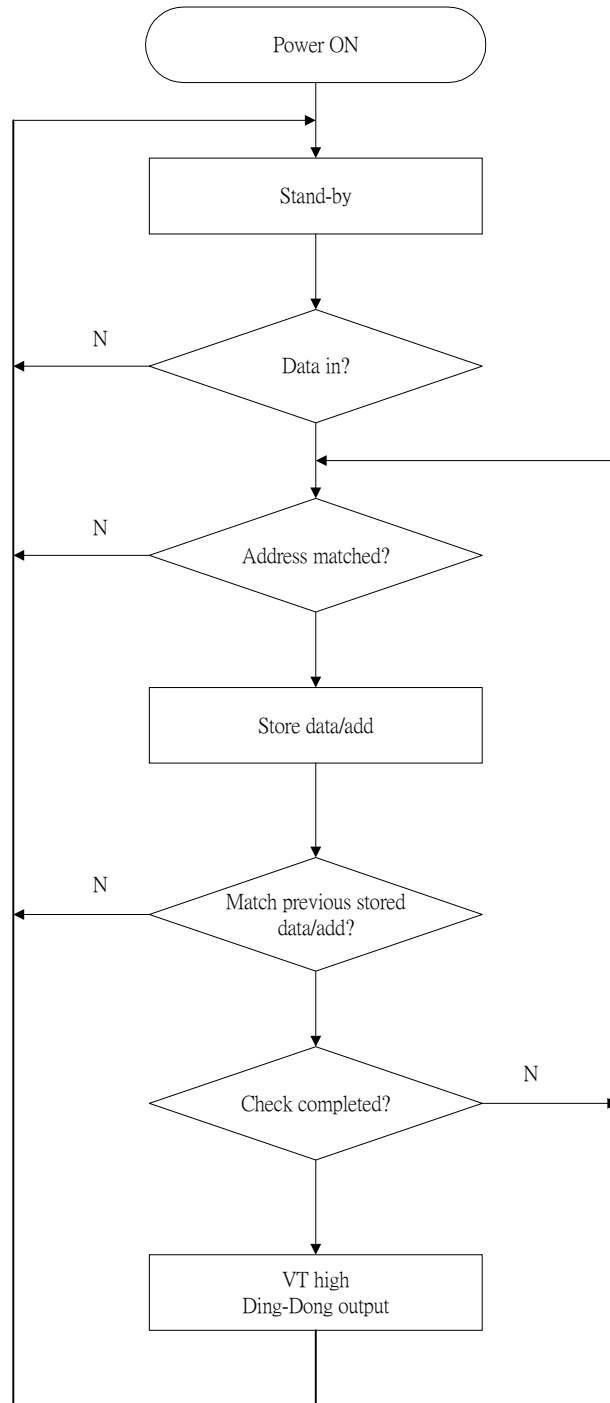 Power ON
Stand-by
N
Data in?
N
Address matched?
Store data/add
N
Match previous stored
data/add?
N
Check completed?
VT high
Ding-Dong output